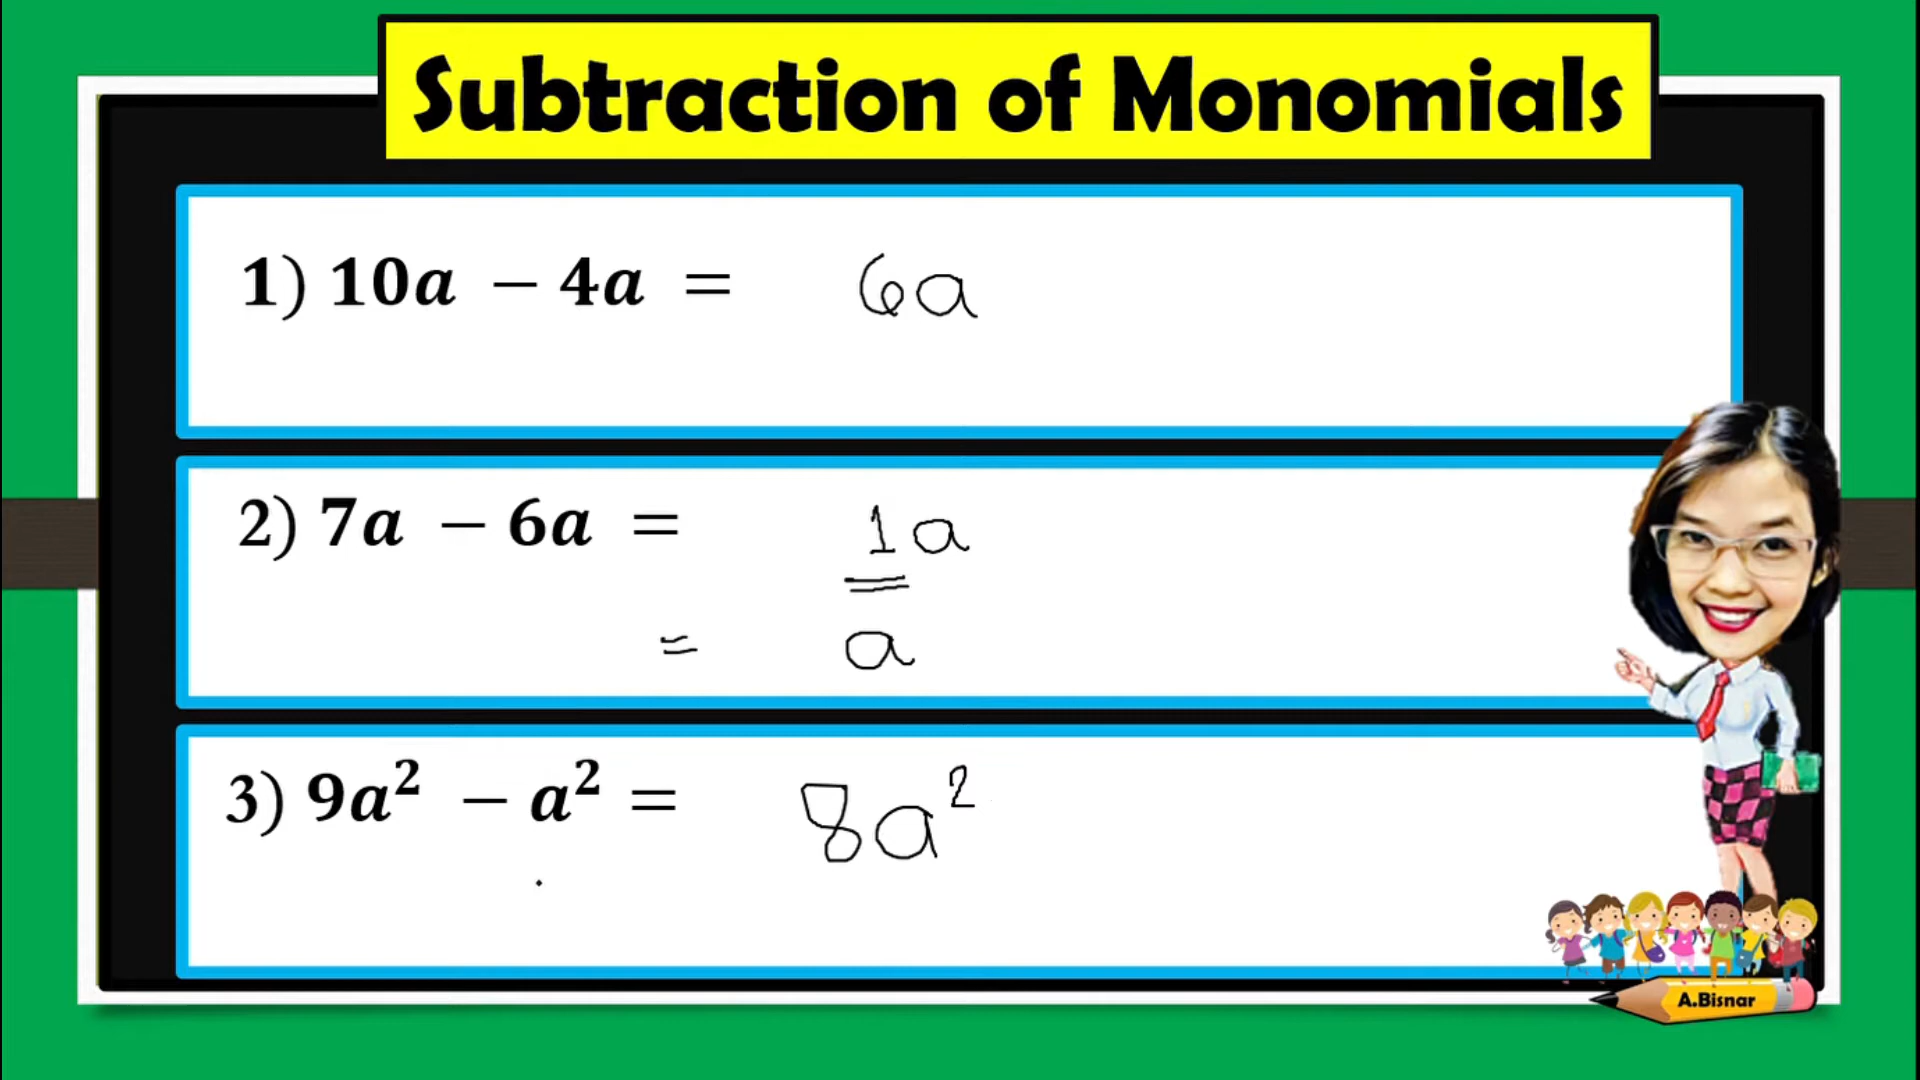 Subtraction of Monomials
1) 10a − 4a = 6a
2) 7a − 6a = 1a
= a
3) 9a² − a² = 8a²
A.Bisnar